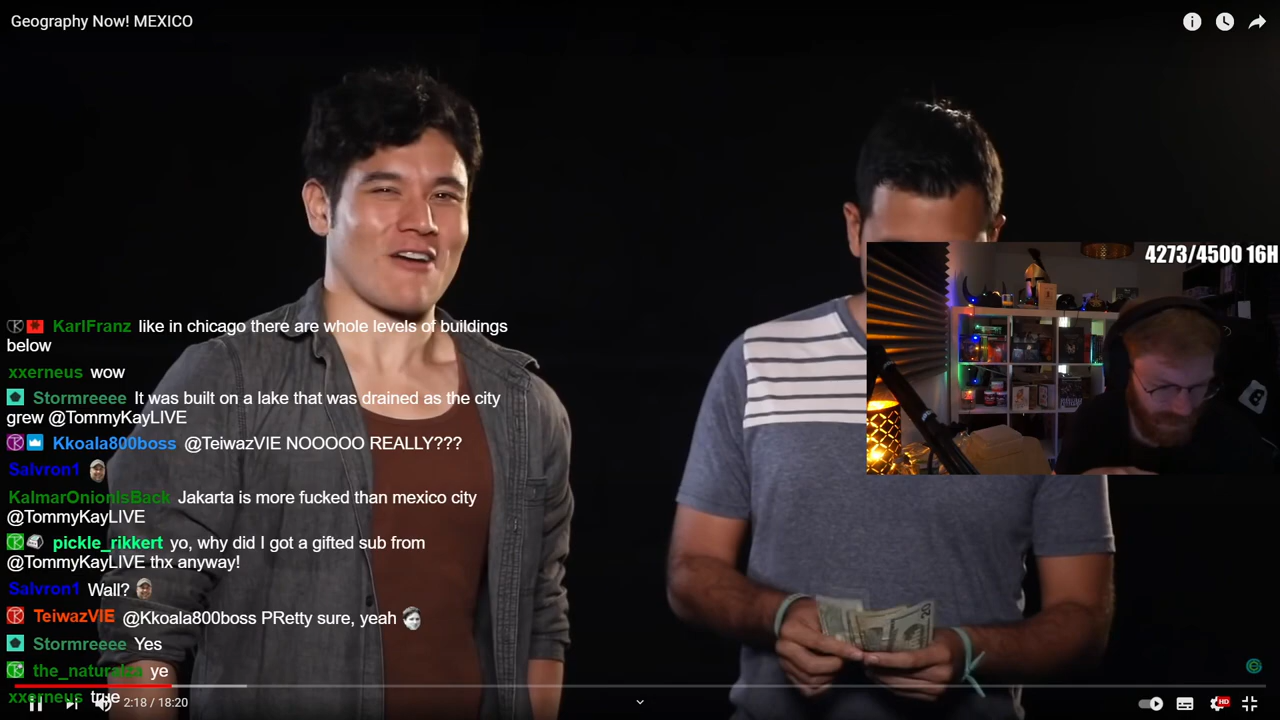 Geography Now! MEXICO
4273/4500 16H
KarlFranz like in chicago there are whole levels of buildings
below
xxerneus wow
Stormreeee It was built on a lake that was drained as the city
grew @TommyKayLIVE
Kkoala800boss @TeiwazVIE NOOOOO REALLY???
Salvron1
KalmarOnionIsBack Jakarta is more fucked than mexico city
@TommyKayLIVE
pickle_rikkert yo, why did I got a gifted sub from
@TommyKayLIVE thx anyway!
Salvron1 Wall?
TeiwazVIE @Kkoala800boss PRetty sure, yeah
Stormreeee Yes
ye
xxerneus true
2:18 / 18:20
HD
20